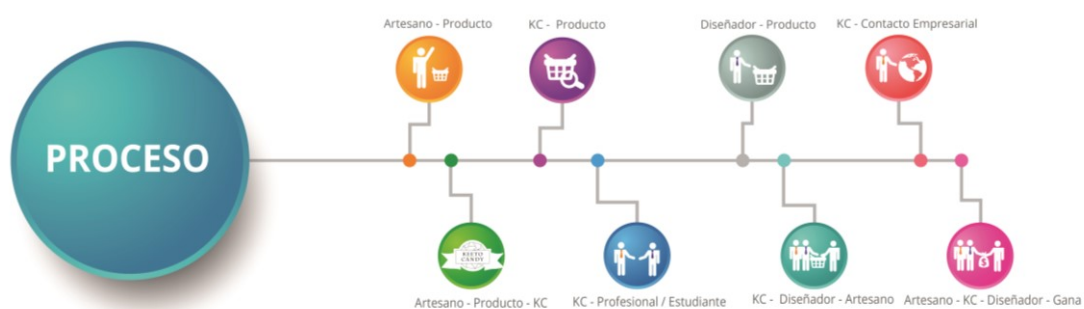 Artesano - Producto
KC - Producto
Diseñador - Producto
KC - Contacto Empresarial
PROCESO
CANDY
Artesano - Producto - KC
KC - Profesional / Estudiante
KC - Diseñador - Artesano
Artesano - KC - Diseñador - Gana